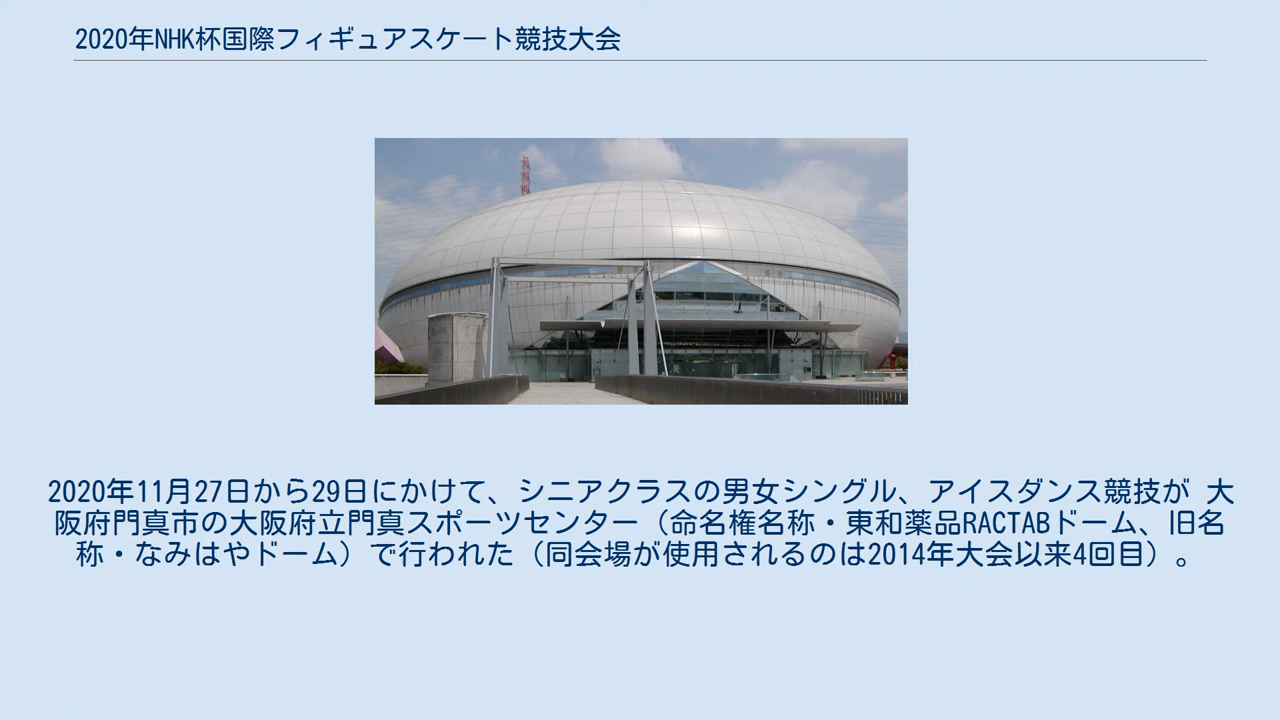 2020年NHK杯国際フィギュアスケート競技大会
2020年11月27日から29日にかけて、シニアクラスの男女シングル、アイスダンス競技が 大
阪府門真市の大阪府立門真スポーツセンター（命名権名称・東和薬品RACTABドーム、旧名
称・なみはやドーム）で行われた（同会場が使用されるのは2014年大会以来4回目）。